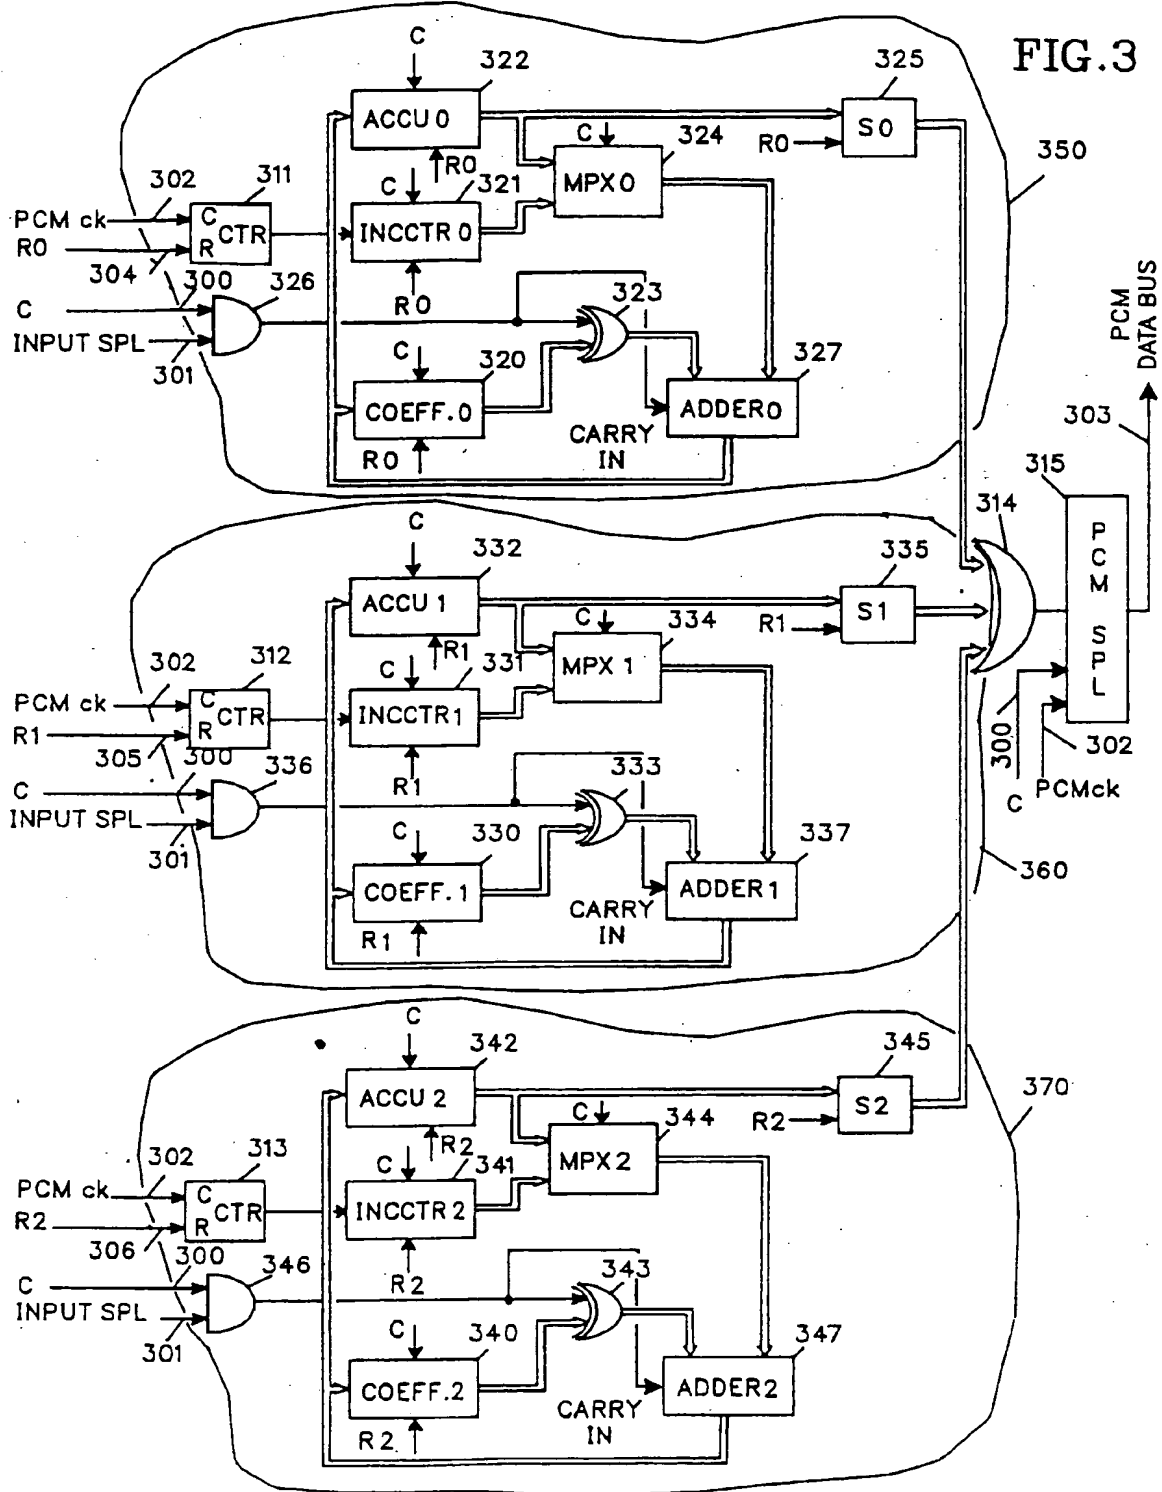 FIG.3
C
322
325
ACCU 0
S0
C
324
R0
R0
350
302
311
C
321
MPX 0
PCM ck
C
CTR
INCCTR 0
R0
R
304
300
326
R0
323
C
INPUT SPL
301
C
320
327
COEFF.0
ADDER0
CARRY
IN
R0
PCM
DATA BUS
303
315
314
C
332
335
PCM SPL
ACCU 1
S1
C
334
R1
R1
302
312
C
331
MPX 1
PCM ck
C
CTR
INCCTR 1
R1
R
305
300
336
R1
333
300
302
C
PCMck
C
INPUT SPL
301
C
330
337
360
COEFF.1
ADDER 1
CARRY
IN
R1
C
342
345
ACCU 2
S2
370
C
344
R2
R2
302
313
C
341
MPX 2
PCM ck
C
CTR
INCCTR 2
R2
R
306
300
346
R2
343
C
INPUT SPL
301
C
340
347
COEFF.2
ADDER2
CARRY
IN
R2